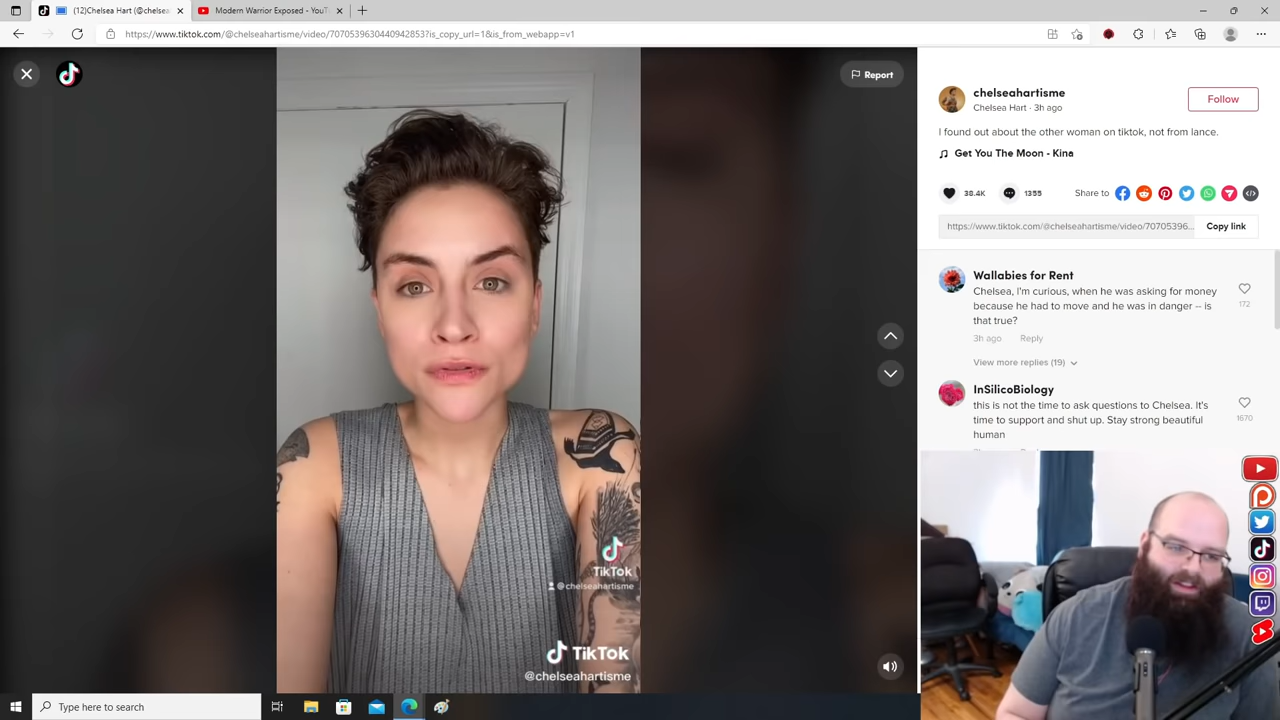 (12)Chelsea Hart (@chelsea
Modern Warrior Exposed - YouT
https://www.tiktok.com/@chelseahartisme/video/7070539630440942853?is_copy_url=1&is_from_webapp=v1
Report
chelseahartisme
Chelsea Hart · 3h ago
Follow
I found out about the other woman on tiktok, not from lance.
Get You The Moon - Kina
38.4K
1355
Share to
https://www.tiktok.com/@chelseahartisme/video/70705396...
Copy link
Wallabies for Rent
Chelsea, I'm curious, when he was asking for money
because he had to move and he was in danger -- is
that true?
172
3h ago Reply
View more replies (19)
InSilicoBiology
this is not the time to ask questions to Chelsea. It's
time to support and shut up. Stay strong beautiful
human
1670
TikTok
@chelseahartisme
TikTok
@chelseahartisme
Type here to search